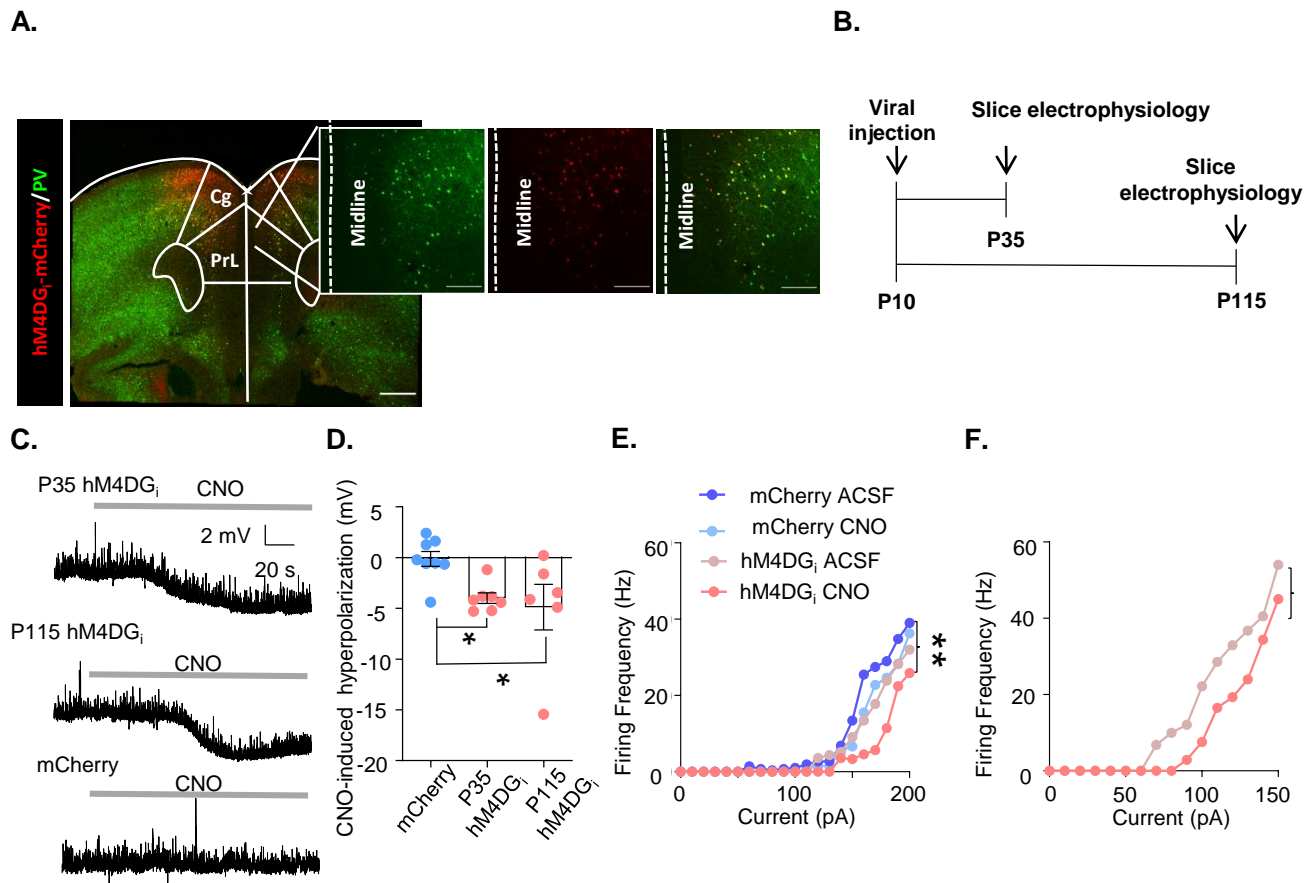 A.
hM4DGi-mCherry/PV
Cg
PrL
Midline
Midline
Midline
B.
Viral
injection
Slice electrophysiology
Slice
electrophysiology
P35
P10
P115
C.
P35 hM4DGi
CNO
2 mV
20 s
P115 hM4DGi
CNO
mCherry
CNO
D.
CNO-induced hyperpolarization (mV)
5
0
-5
-10
-15
-20
*
*
mCherry
P35
hM4DGi
P115
hM4DGi
E.
mCherry ACSF
mCherry CNO
hM4DGi ACSF
hM4DGi CNO
Firing Frequency (Hz)
60
40
20
0
**
0
100
200
Current (pA)
F.
Firing Frequency (Hz)
60
40
20
0
0
50
100
150
Current (pA)